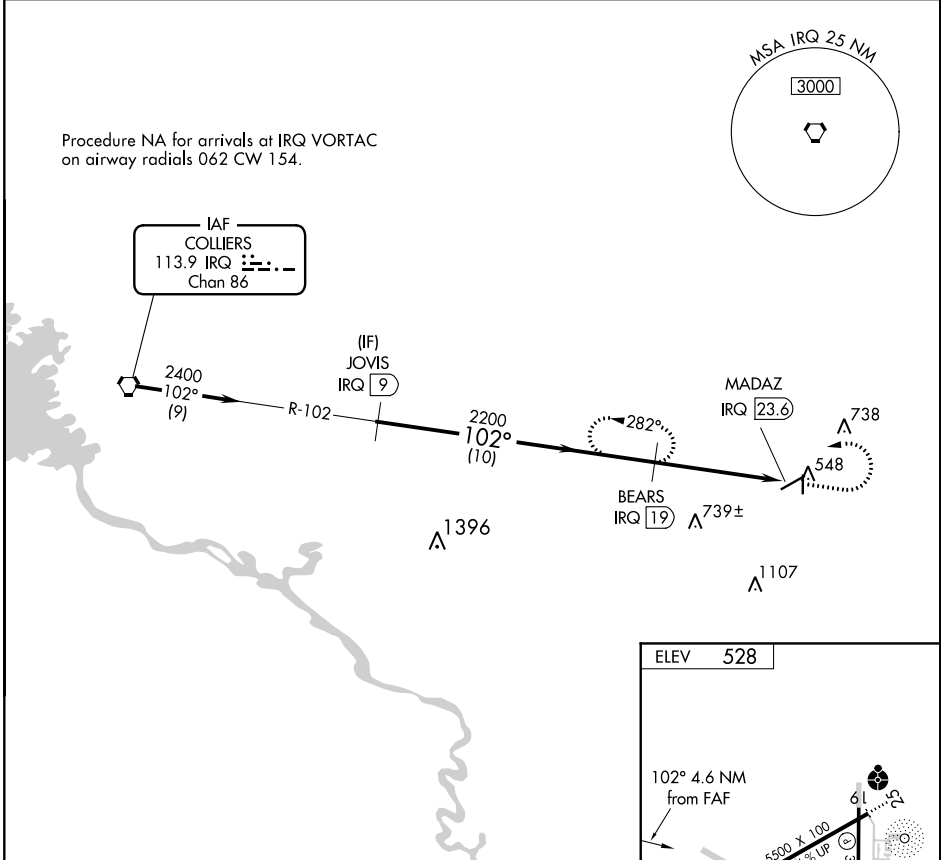 MSA IRQ 25 NM
3000
Procedure NA for arrivals at IRQ VORTAC
on airway radials 062 CW 154.
IAF
COLLIERS
113.9 IRQ
Chan 86
(IF)
JOVIS
IRQ 9
2400
102°
(9)
R-102
2200
102°
(10)
282°
MADAZ
IRQ 23.6
738
548
BEARS
IRQ 19
739±
1396
1107
ELEV 528
102° 4.6 NM
from FAF
19
25
5500 X 100
% UP
P